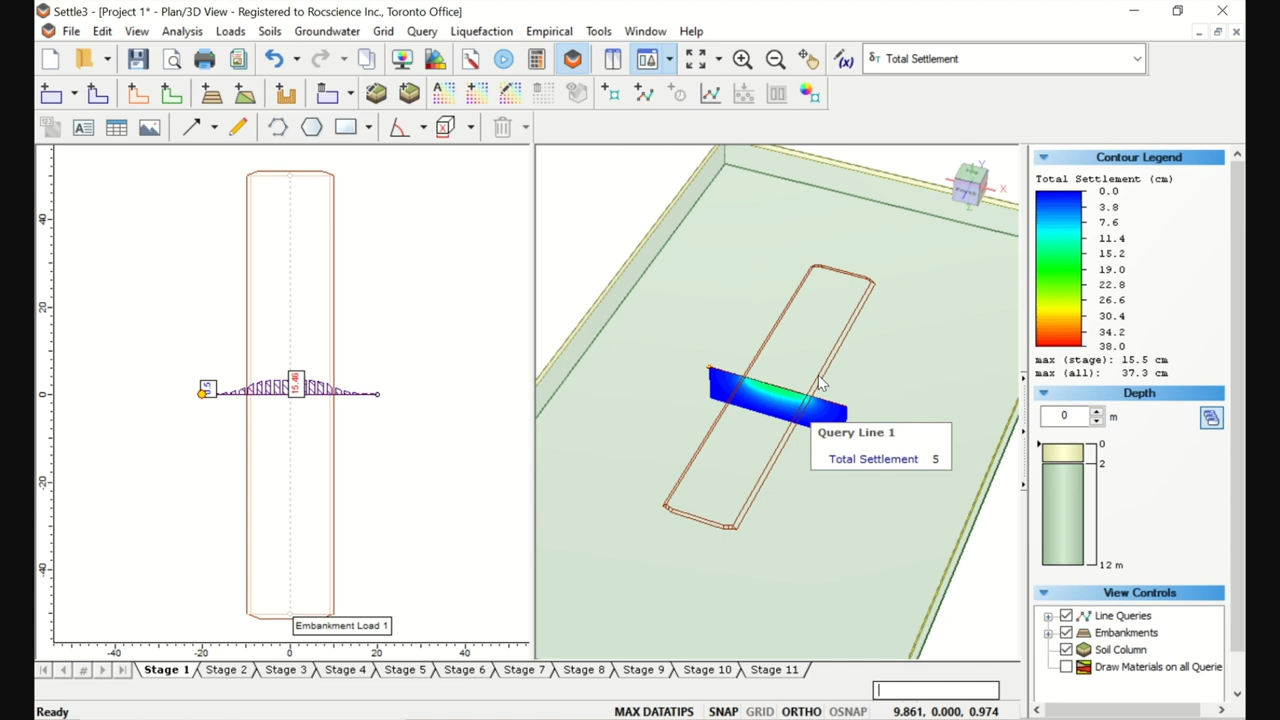 Settle3 - [Project 1* - Plan/3D View - Registered to Rocscience Inc., Toronto Office]
File Edit View Analysis Loads Soils Groundwater Grid Query Liquefaction Empirical Tools Window Help
(x) δT Total Settlement
A
A
Y
X
Contour Legend
Total Settlement (cm)
0.0
3.8
7.6
11.4
15.2
19.0
22.8
26.6
30.4
34.2
38.0
max (stage): 15.5 cm
max (all): 37.3 cm
Depth
0 m
0
2
12 m
View Controls
Line Queries
Embankments
Soil Column
Draw Materials on all Querie
40
20
0
-20
-40
15.46
Embankment Load 1
-40 -20 0 20 40
Query Line 1
Total Settlement 5
# Stage 1 Stage 2 Stage 3 Stage 4 Stage 5 Stage 6 Stage 7 Stage 8 Stage 9 Stage 10 Stage 11
Ready MAX DATATIPS SNAP GRID ORTHO OSNAP 9.861, 0.000, 0.974